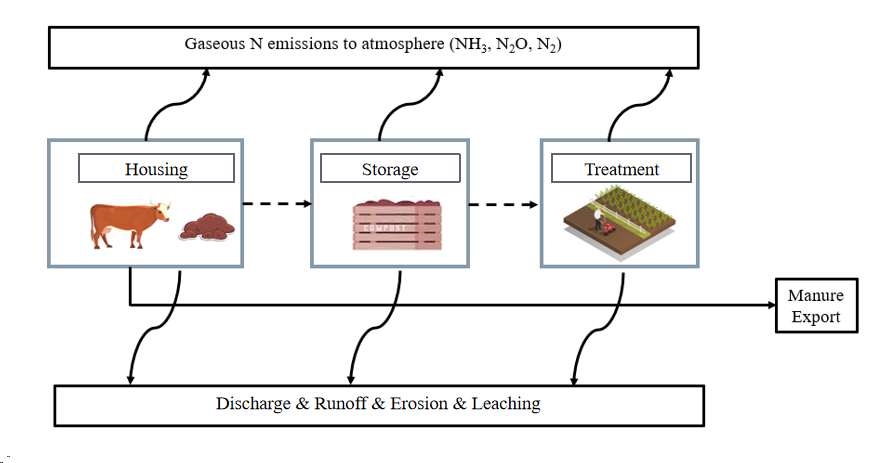 Gaseous N emissions to atmosphere (NH₃, N₂O, N₂)
Housing
Storage
Treatment
COMPOST
Manure
Export
Discharge & Runoff & Erosion & Leaching